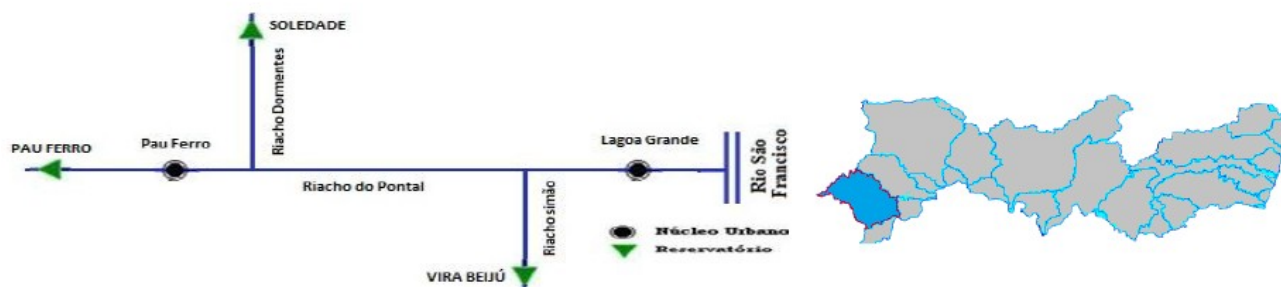 SOLEDADE
Riacho Dormentes
PAU FERRO
Pau Ferro
Lagoa Grande
Riacho do Pontal
Rio São
Francisco
Riacho simão
VIRA BEIJÚ
Núcleo Urbano
Reservatório